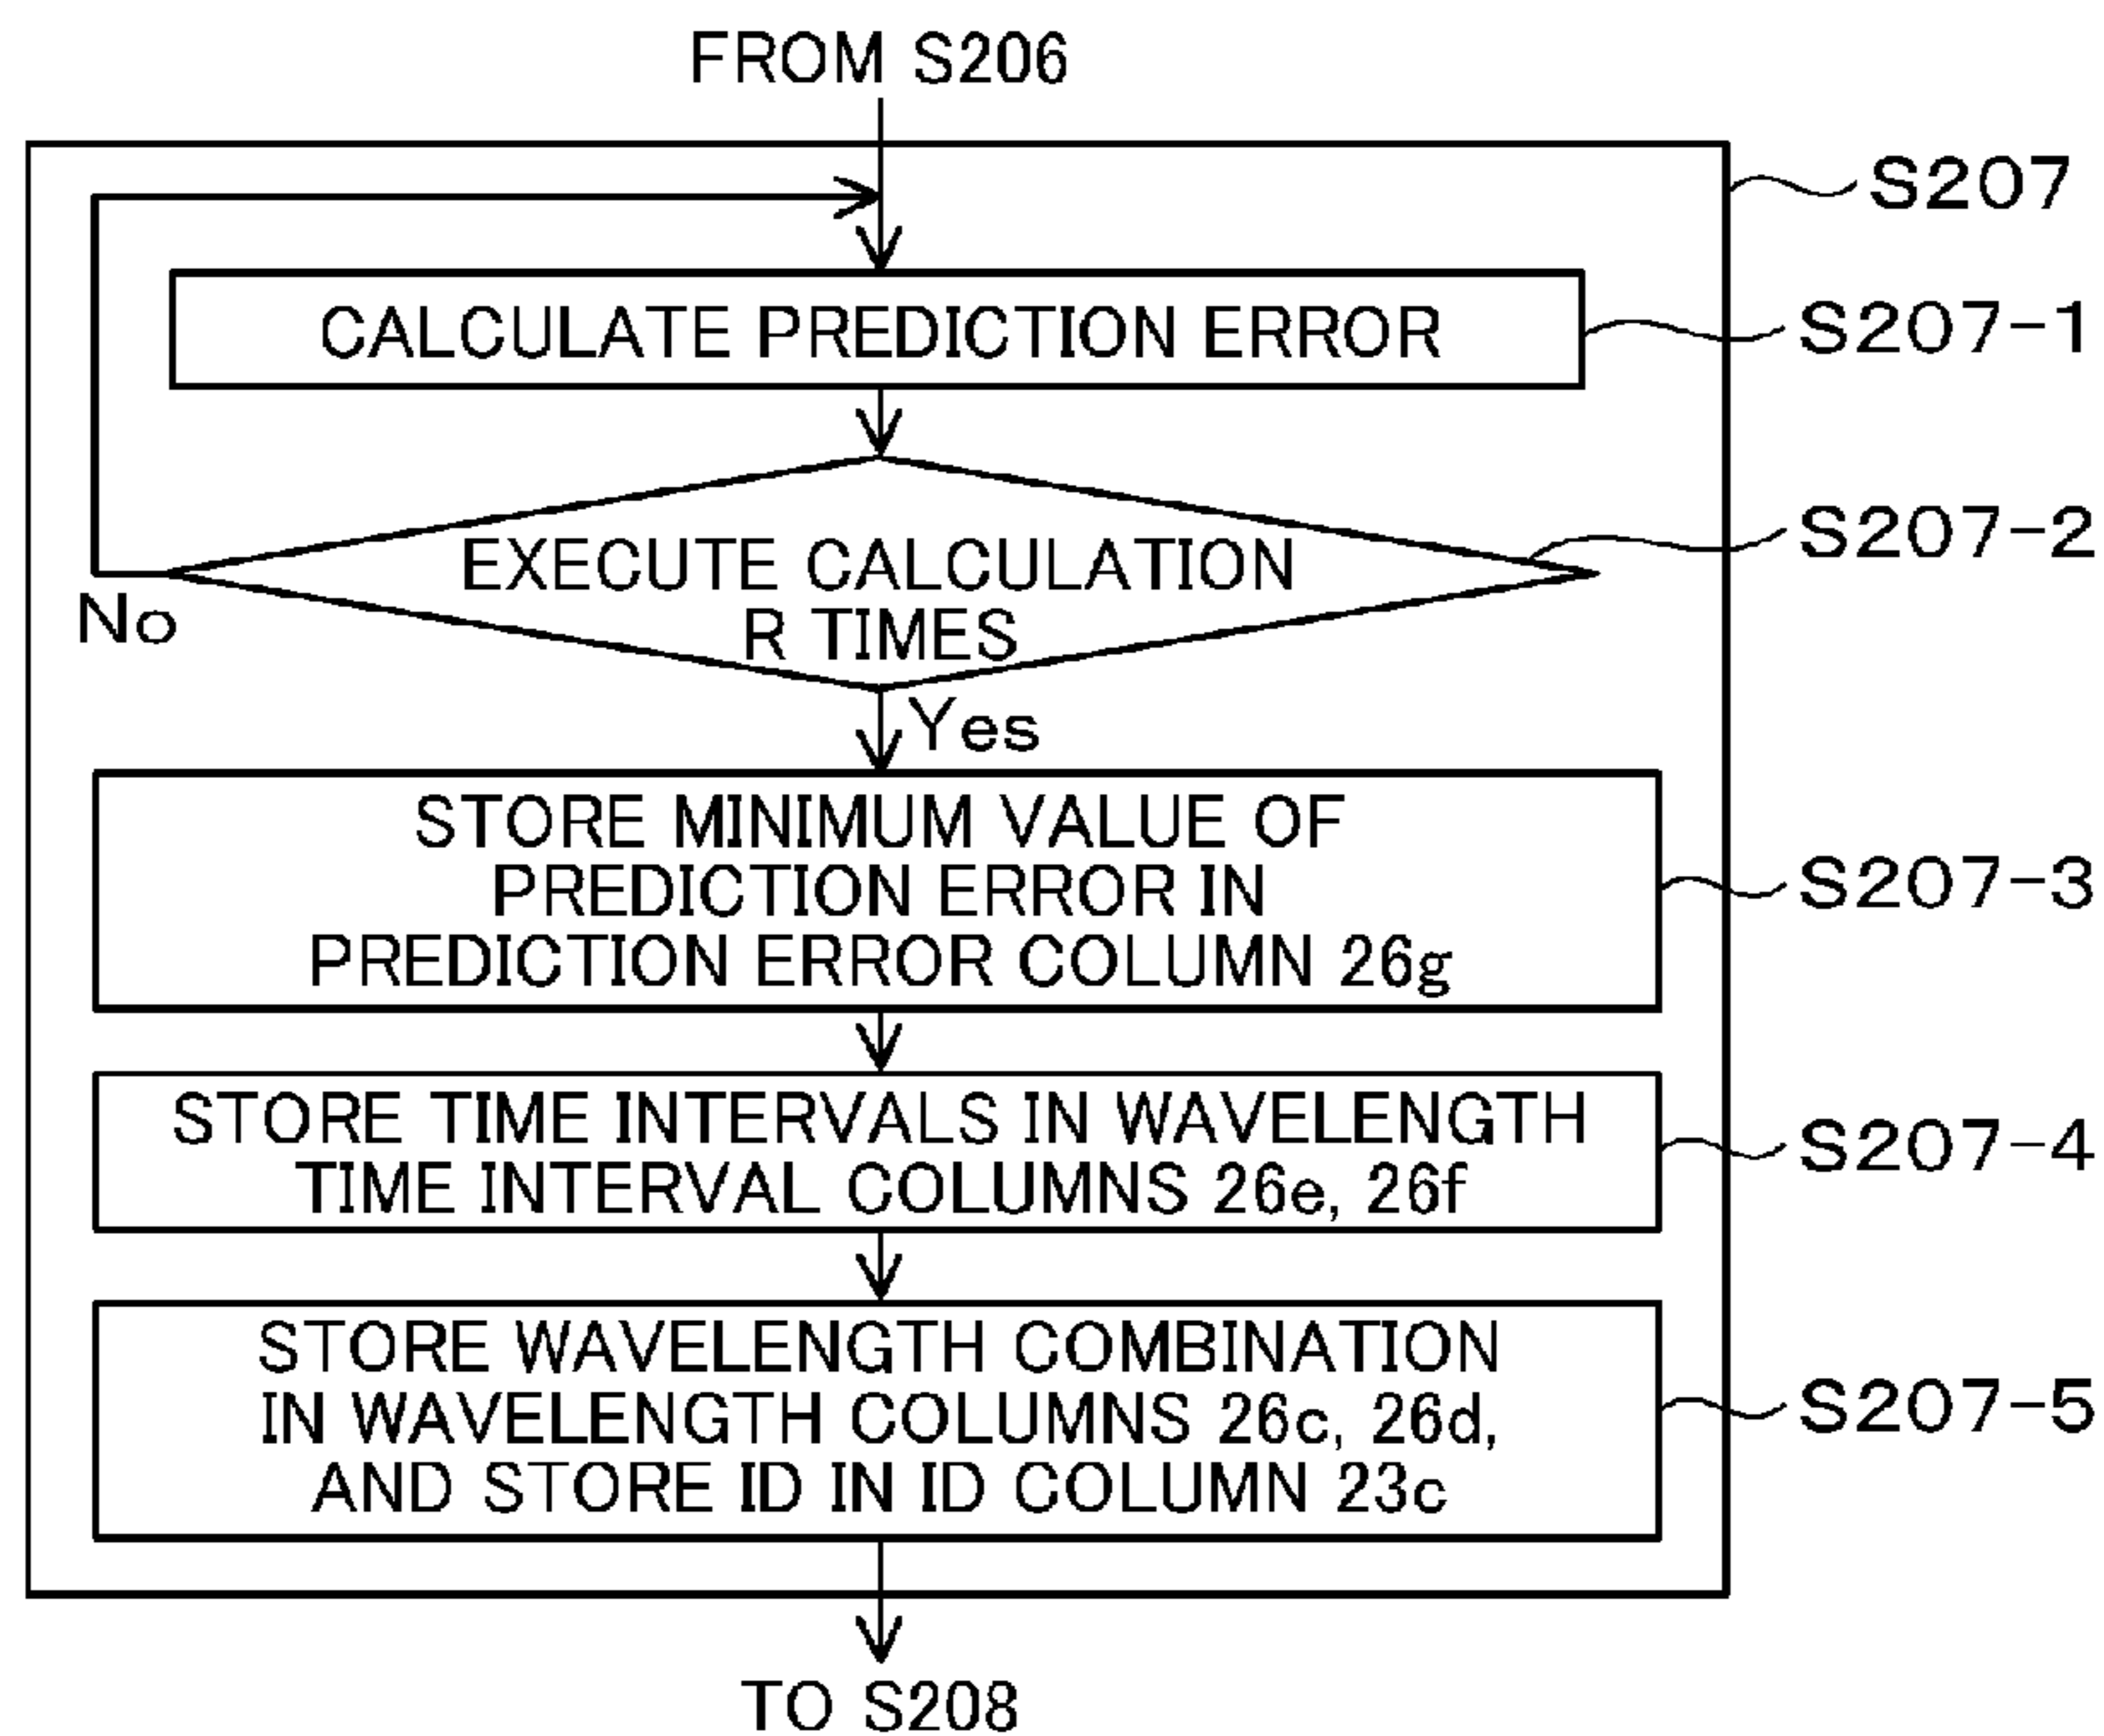 FROM S206
S207
CALCULATE PREDICTION ERROR
S207-1
EXECUTE CALCULATION
R TIMES
S207-2
No
Yes
STORE MINIMUM VALUE OF
PREDICTION ERROR IN
PREDICTION ERROR COLUMN 26g
S207-3
STORE TIME INTERVALS IN WAVELENGTH
TIME INTERVAL COLUMNS 26e, 26f
S207-4
STORE WAVELENGTH COMBINATION
IN WAVELENGTH COLUMNS 26c, 26d,
AND STORE ID IN ID COLUMN 23c
S207-5
TO S208